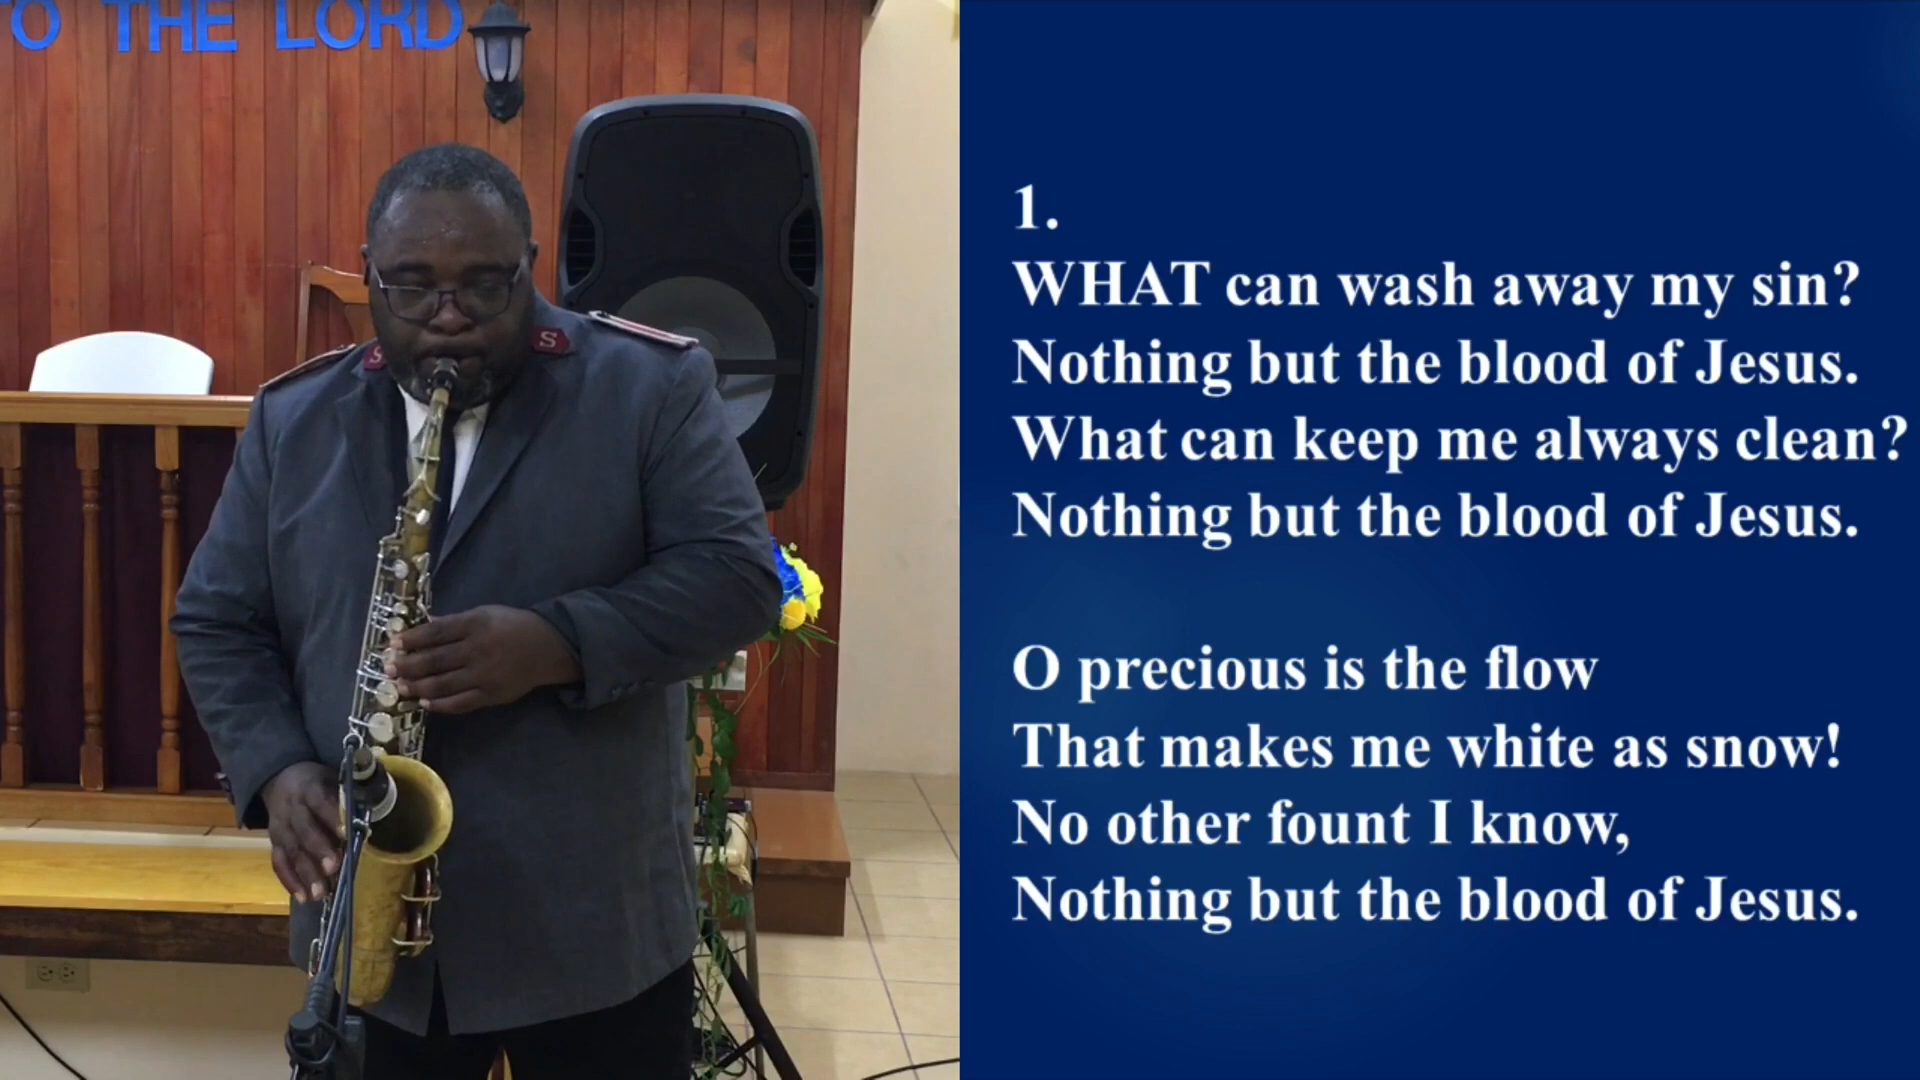 TO THE LORD
S
S
1.
WHAT can wash away my sin?
Nothing but the blood of Jesus.
What can keep me always clean?
Nothing but the blood of Jesus.
O precious is the flow
That makes me white as snow!
No other fount I know,
Nothing but the blood of Jesus.